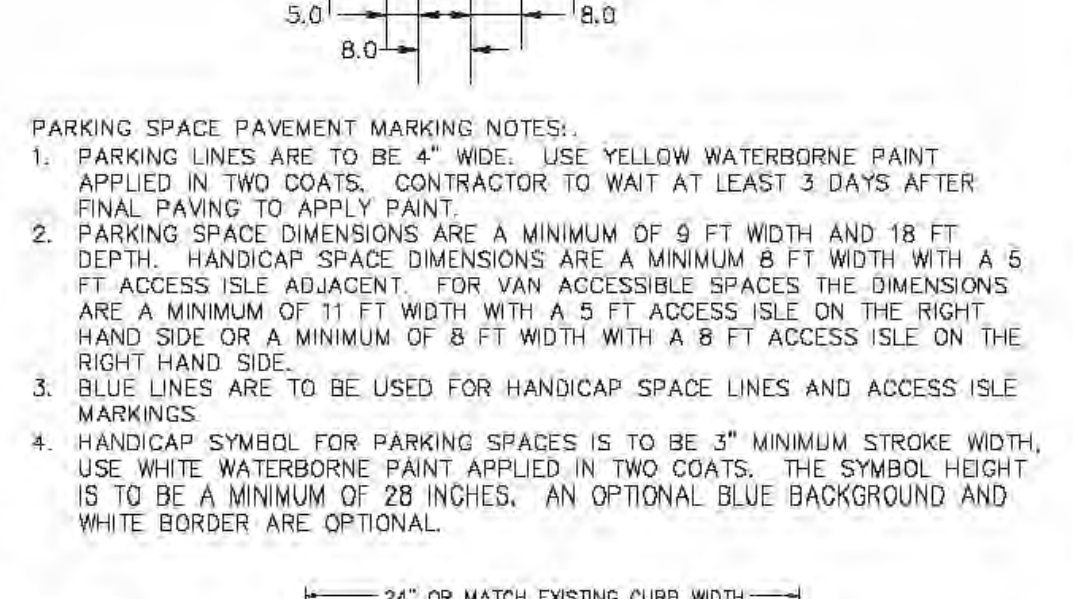 5.0 8.0
8.0
PARKING SPACE PAVEMENT MARKING NOTES:.
1. PARKING LINES ARE TO BE 4" WIDE. USE YELLOW WATERBORNE PAINT
APPLIED IN TWO COATS. CONTRACTOR TO WAIT AT LEAST 3 DAYS AFTER
FINAL PAVING TO APPLY PAINT.
2. PARKING SPACE DIMENSIONS ARE A MINIMUM OF 9 FT WIDTH AND 18 FT
DEPTH. HANDICAP SPACE DIMENSIONS ARE A MINIMUM 8 FT WIDTH WITH A 5
FT ACCESS ISLE ADJACENT. FOR VAN ACCESSIBLE SPACES THE DIMENSIONS
ARE A MINIMUM OF 11 FT WIDTH WITH A 5 FT ACCESS ISLE ON THE RIGHT
HAND SIDE OR A MINIMUM OF 8 FT WIDTH WITH A 8 FT ACCESS ISLE ON THE
RIGHT HAND SIDE.
3. BLUE LINES ARE TO BE USED FOR HANDICAP SPACE LINES AND ACCESS ISLE
MARKINGS
4. HANDICAP SYMBOL FOR PARKING SPACES IS TO BE 3" MINIMUM STROKE WIDTH,
USE WHITE WATERBORNE PAINT APPLIED IN TWO COATS. THE SYMBOL HEIGHT
IS TO BE A MINIMUM OF 28 INCHES. AN OPTIONAL BLUE BACKGROUND AND
WHITE BORDER ARE OPTIONAL.
24" OR MATCH EXISTING CURB WIDTH